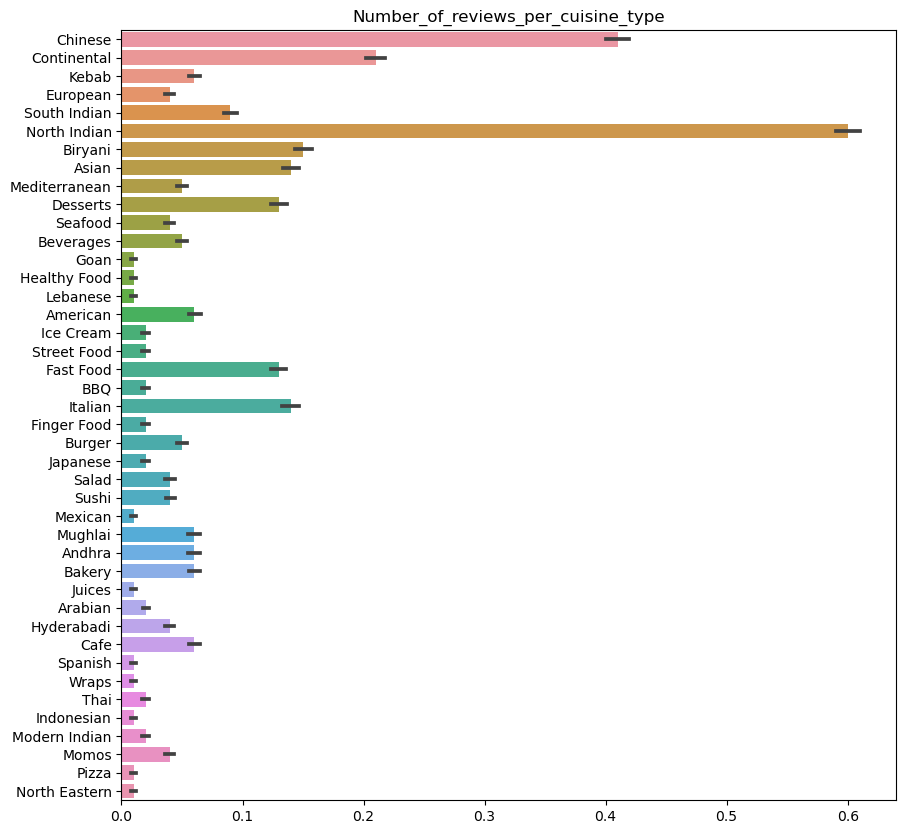 Number_of_reviews_per_cuisine_type
Chinese
Continental
Kebab
European
South Indian
North Indian
Biryani
Asian
Mediterranean
Desserts
Seafood
Beverages
Goan
Healthy Food
Lebanese
American
Ice Cream
Street Food
Fast Food
BBQ
Italian
Finger Food
Burger
Japanese
Salad
Sushi
Mexican
Mughlai
Andhra
Bakery
Juices
Arabian
Hyderabadi
Cafe
Spanish
Wraps
Thai
Indonesian
Modern Indian
Momos
Pizza
North Eastern
0.0 0.1 0.2 0.3 0.4 0.5 0.6